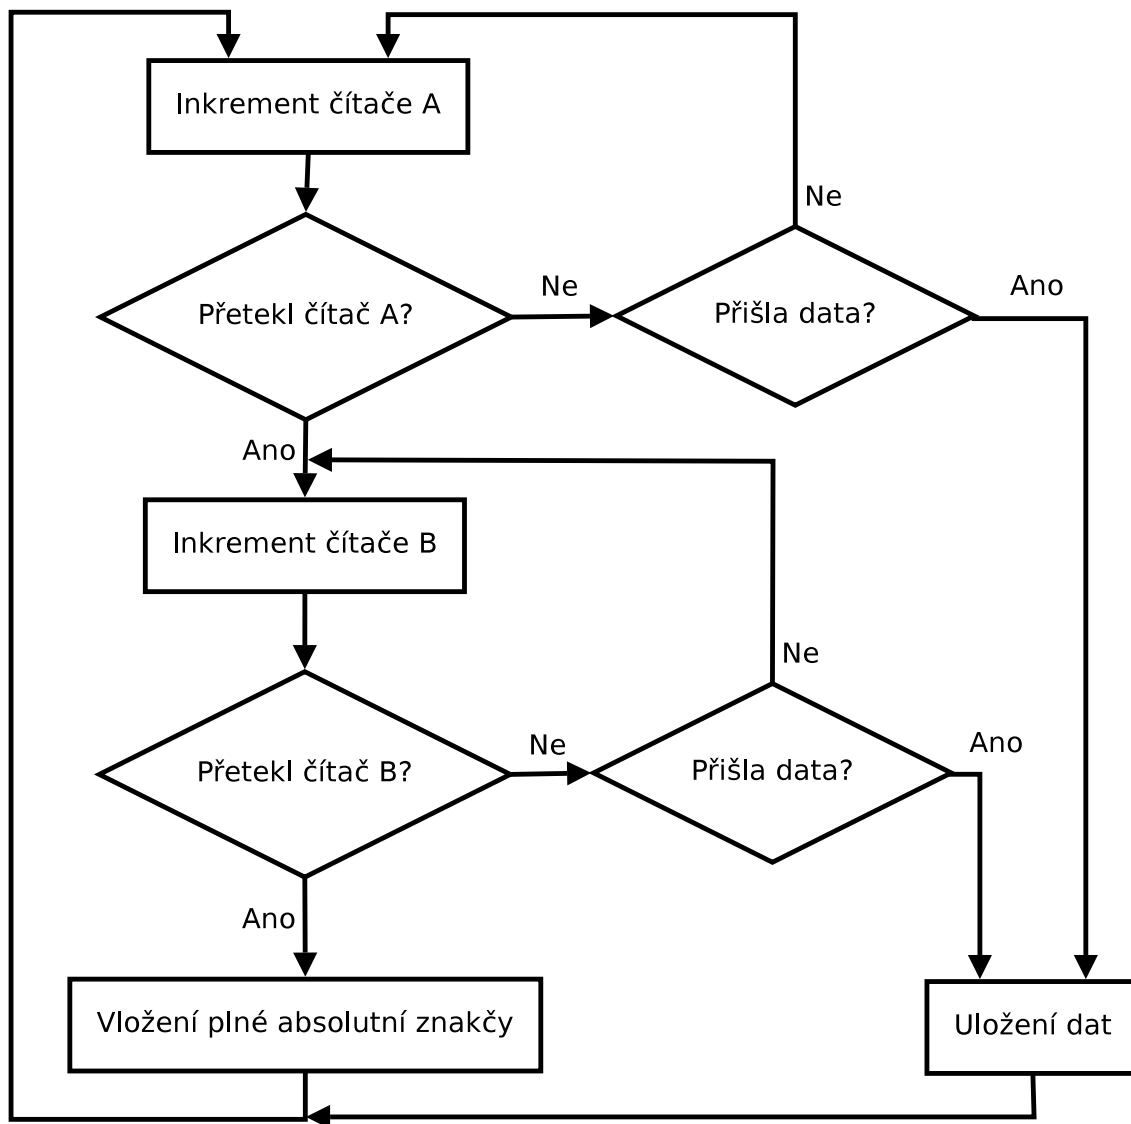 Inkrement čítače A
Ne
Přetekl čítač A?
Ne
Přišla data?
Ano
Ano
Inkrement čítače B
Ne
Přetekl čítač B?
Ne
Přišla data?
Ano
Ano
Vložení plné absolutní znakčy
Uložení dat